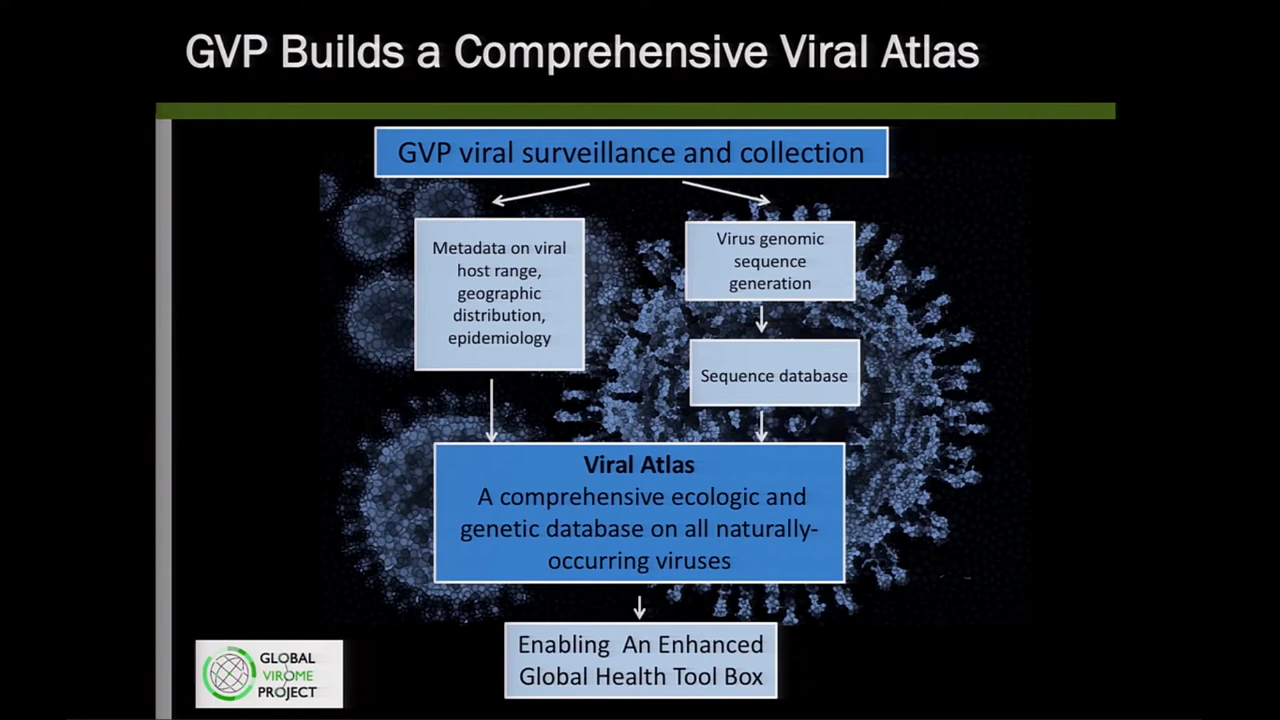 GVP Builds a Comprehensive Viral Atlas
GVP viral surveillance and collection
Metadata on viral
host range,
geographic
distribution,
epidemiology
Virus genomic
sequence
generation
Sequence database
Viral Atlas
A comprehensive ecologic and
genetic database on all naturally-
occurring viruses
Enabling An Enhanced
Global Health Tool Box
GLOBAL
VIROME
PROJECT